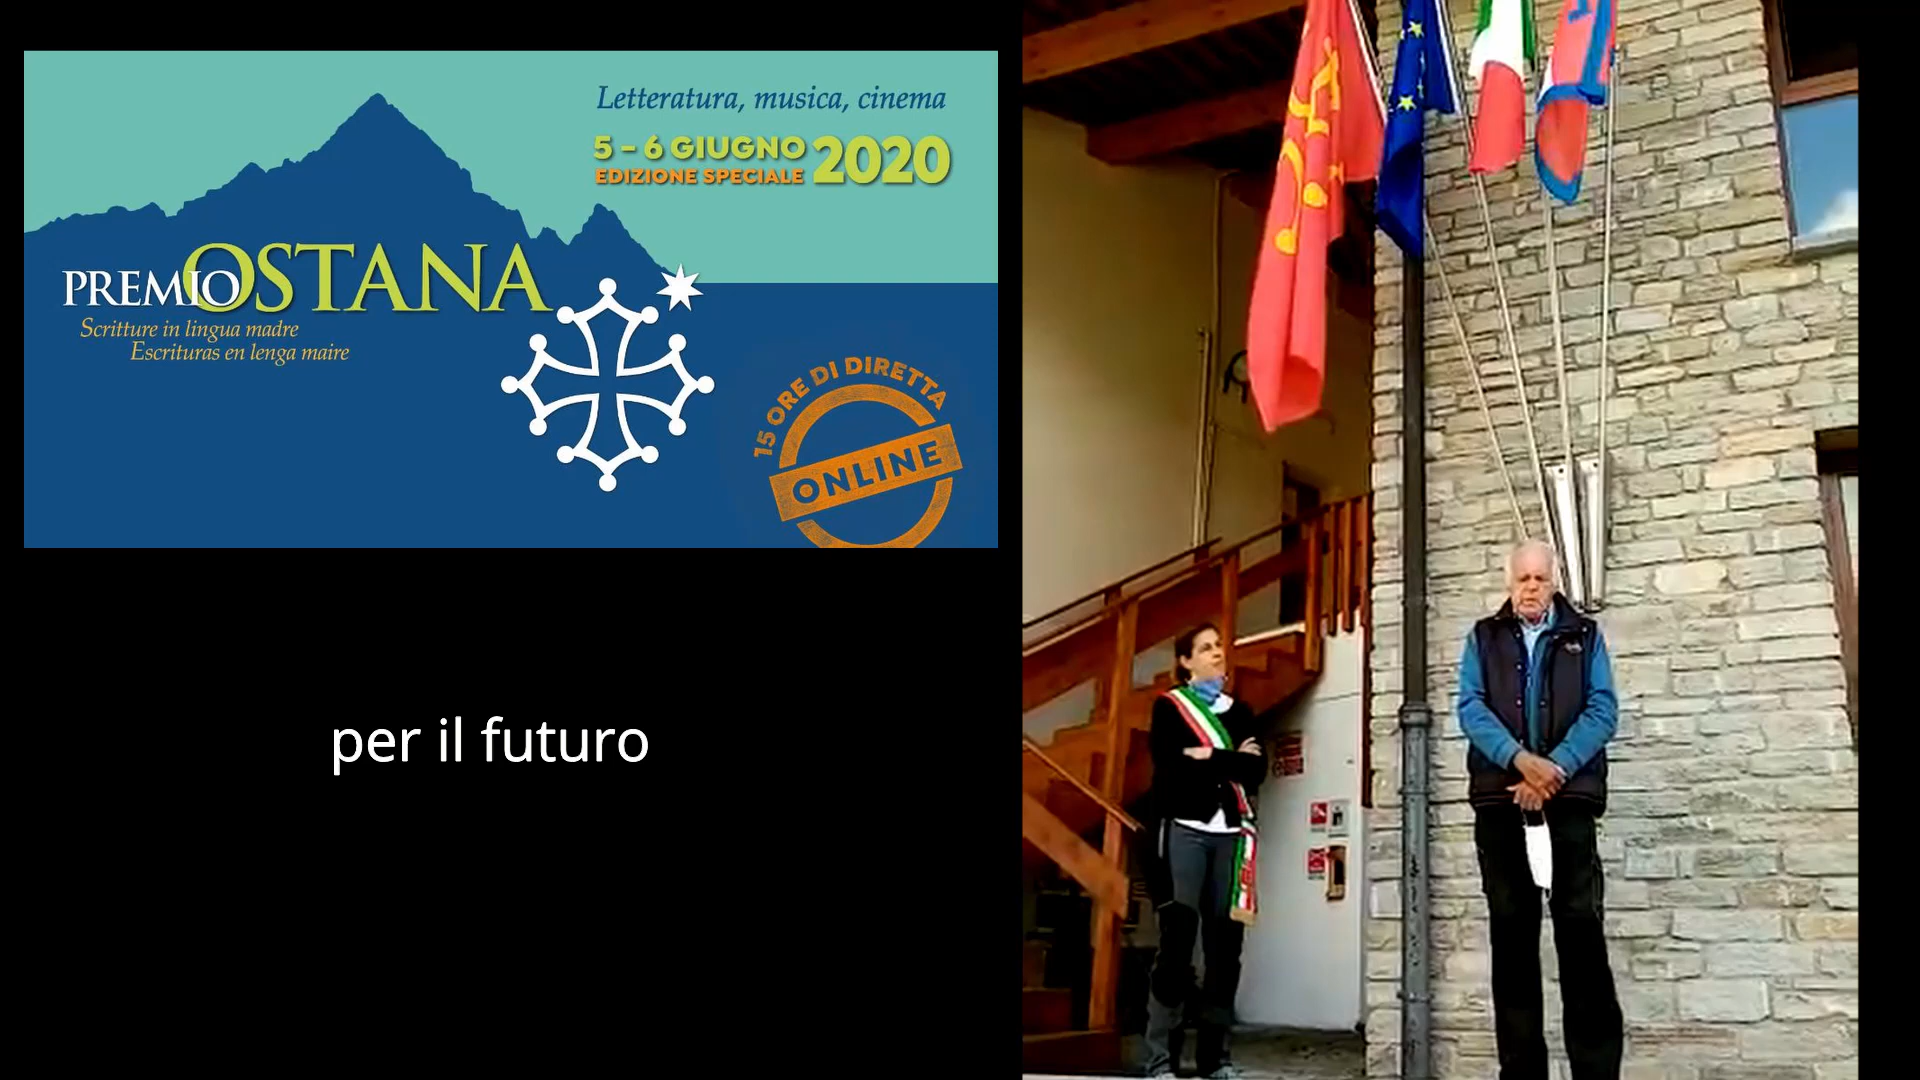 Letteratura, musica, cinema
5 – 6 GIUGNO 2020
EDIZIONE SPECIALE
PREMIO OSTANA
Scritture in lingua madre
Escrituras en lenga maire
15 ORE DI DIRETTA
ONLINE
per il futuro